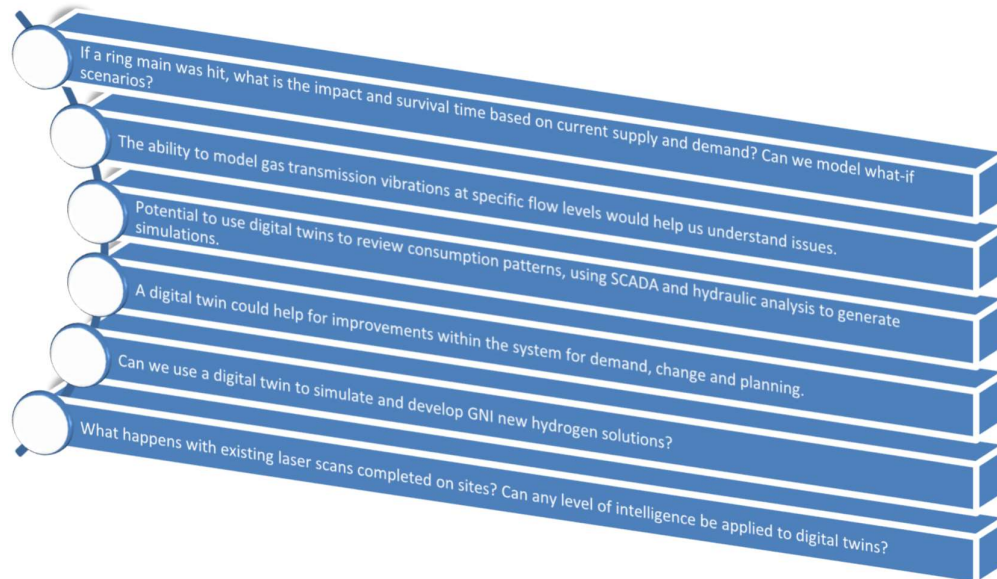 If a ring main was hit, what is the impact and survival time based on current supply and demand? Can we model what-if
scenarios?
The ability to model gas transmission vibrations at specific flow levels would help us understand issues.
Potential to use digital twins to review consumption patterns, using SCADA and hydraulic analysis to generate
simulations.
A digital twin could help for improvements within the system for demand, change and planning.
Can we use a digital twin to simulate and develop GNI new hydrogen solutions?
What happens with existing laser scans completed on sites? Can any level of intelligence be applied to digital twins?